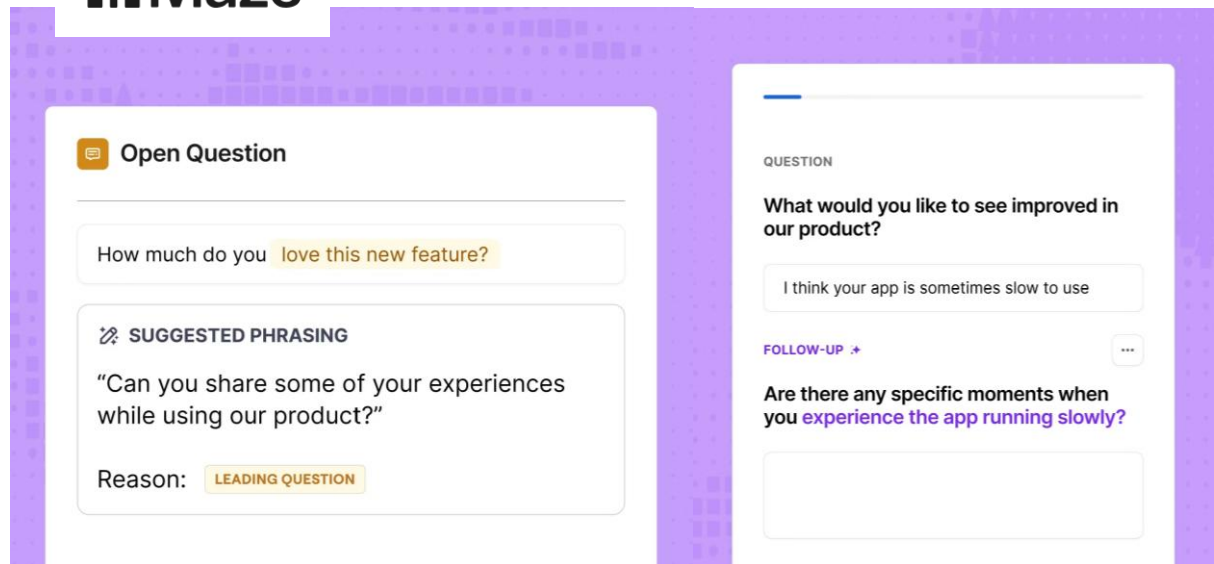 Maze
Open Question
How much do you love this new feature?
SUGGESTED PHRASING
“Can you share some of your experiences
while using our product?”
Reason: LEADING QUESTION
QUESTION
What would you like to see improved in
our product?
I think your app is sometimes slow to use
FOLLOW-UP
Are there any specific moments when
you experience the app running slowly?